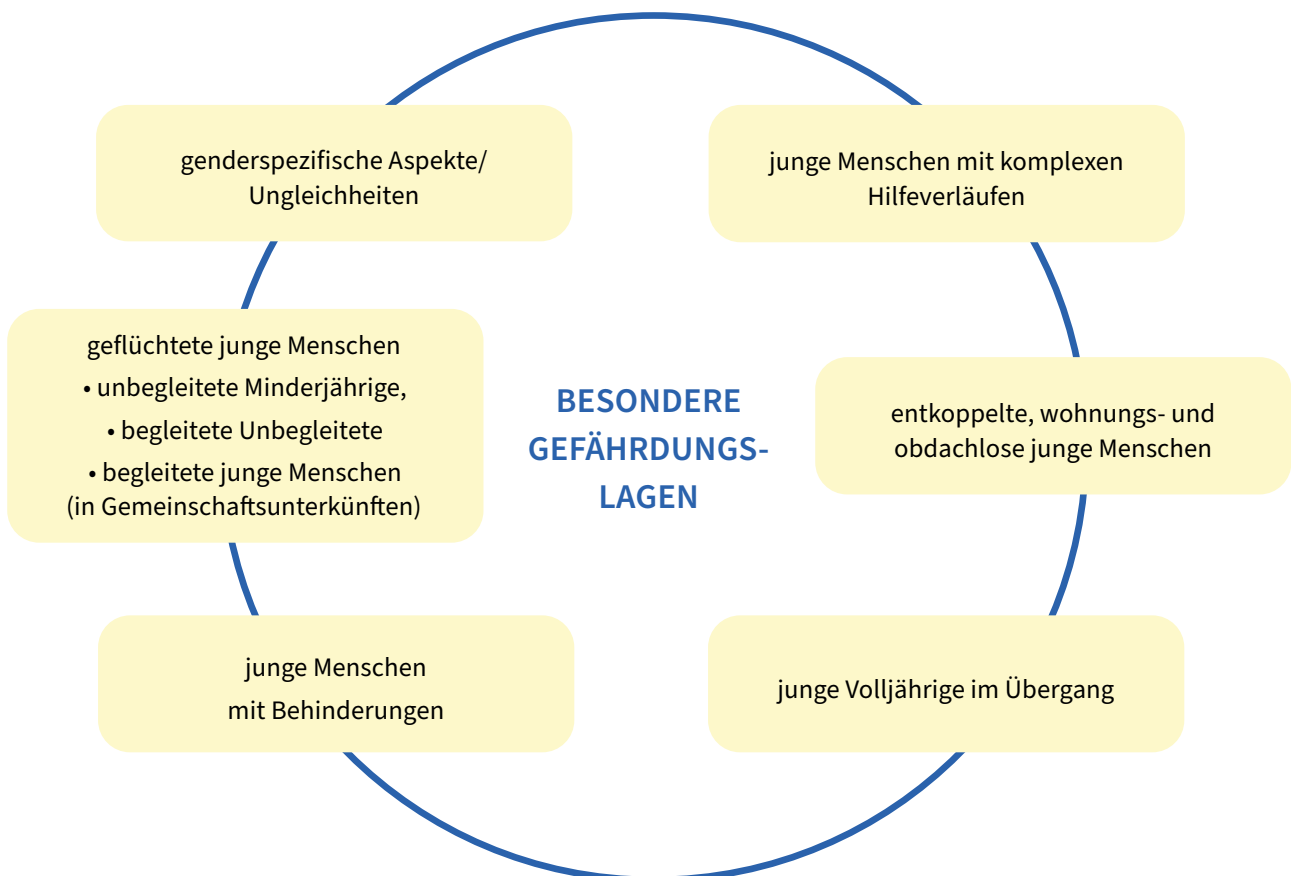 genderspezifische Aspekte/
Ungleichheiten
junge Menschen mit komplexen
Hilfeverläufen
geflüchtete junge Menschen
• unbegleitete Minderjährige,
• begleitete Unbegleitete
• begleitete junge Menschen
(in Gemeinschaftsunterkünften)
BESONDERE
GEFÄHRDUNGS-
LAGEN
entkoppelte, wohnungs- und
obdachlose junge Menschen
junge Menschen
mit Behinderungen
junge Volljährige im Übergang